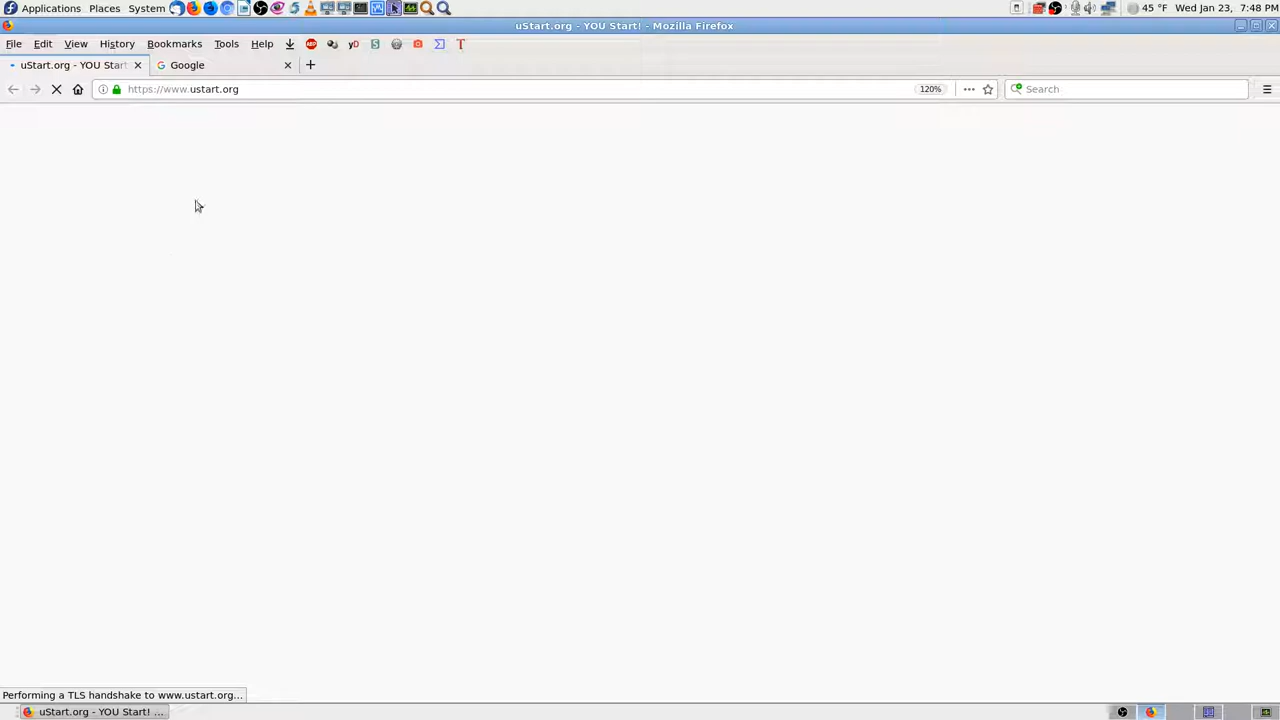 Applications Places System 45 °F Wed Jan 23, 7:48 PM
uStart.org - YOU Start! - Mozilla Firefox
File Edit View History Bookmarks Tools Help ABP yD S T
uStart.org - YOU Start Google
https://www.ustart.org 120% Search
Performing a TLS handshake to www.ustart.org...
uStart.org - YOU Start! ...